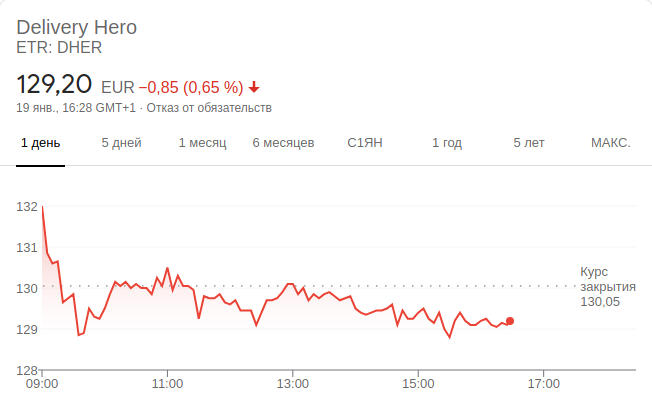 Delivery Hero
ETR: DHER
129,20 EUR −0,85 (0,65 %)
19 янв., 16:28 GMT+1 · Отказ от обязательств
1 день 5 дней 1 месяц 6 месяцев С1ЯН 1 год 5 лет МАКС.
132
131
130
129
128
Курс
закрытия
130,05
09:00 11:00 13:00 15:00 17:00